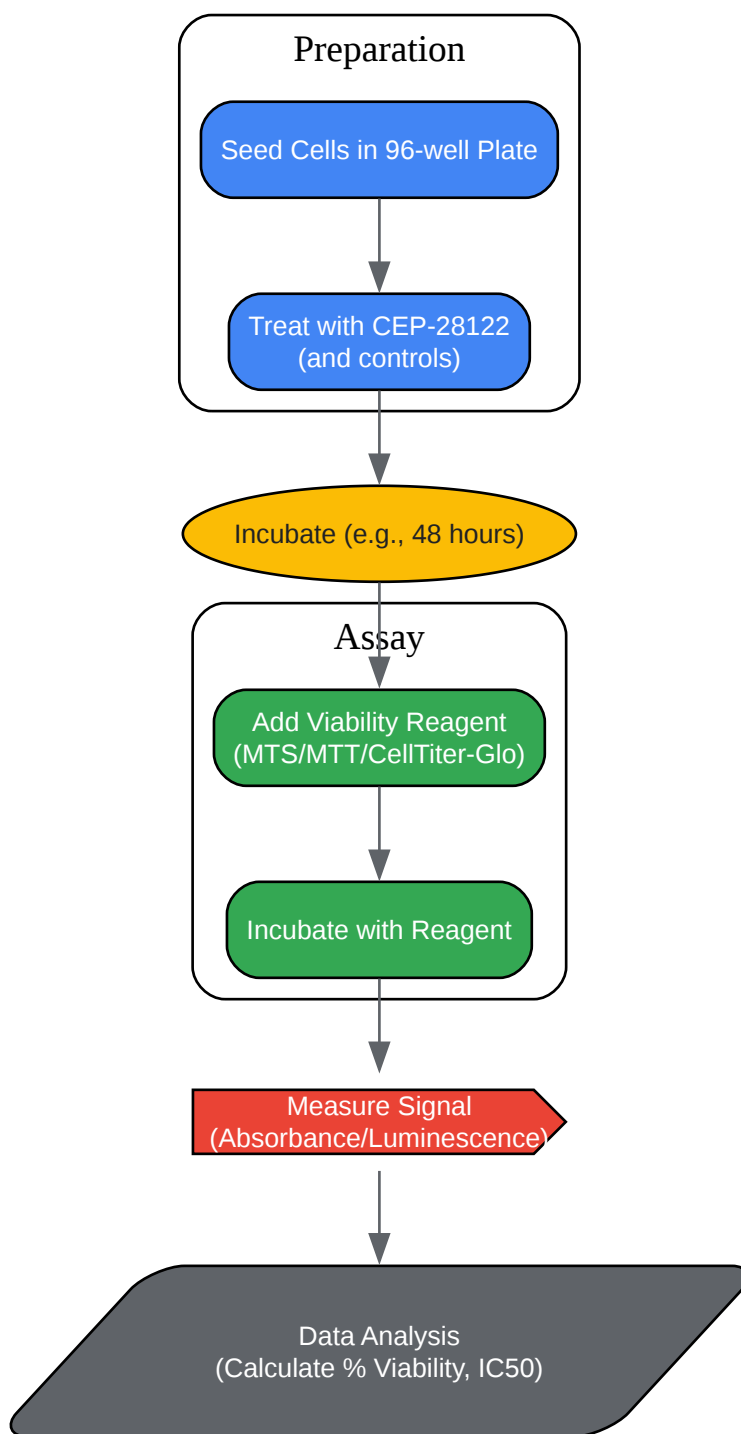 Preparation
Seed Cells in 96-well Plate
Treat with CEP-28122
(and controls)
Incubate (e.g., 48 hours)
Assay
Add Viability Reagent
(MTS/MTT/CellTiter-Glo)
Incubate with Reagent
Measure Signal
(Absorbance/Luminescence)
Data Analysis
(Calculate % Viability, IC50)